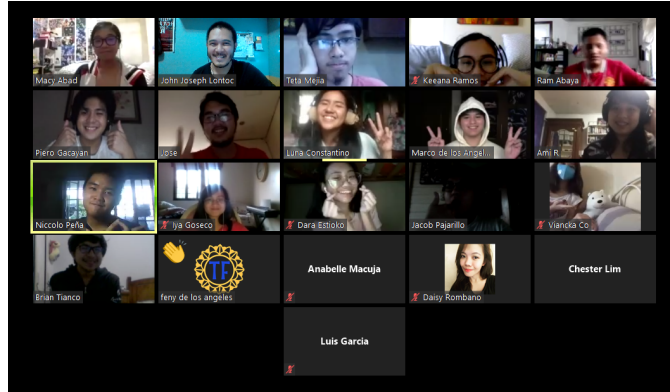 Macy Abad
John Joseph Lontoc
Teta Mejia
Keeana Ramos
Ram Abaya
Piero Gacayan
Jose
Luna Constantino
Marco de los Angel...
Ami R.
Niccolo Peña
Iya Goseco
Dara Estioko
Jacob Pajarillo
Viancka Co
Brian Tianco
TF
feny de los angeles
Anabelle Macuja
Daisy Rombano
Chester Lim
Luis Garcia